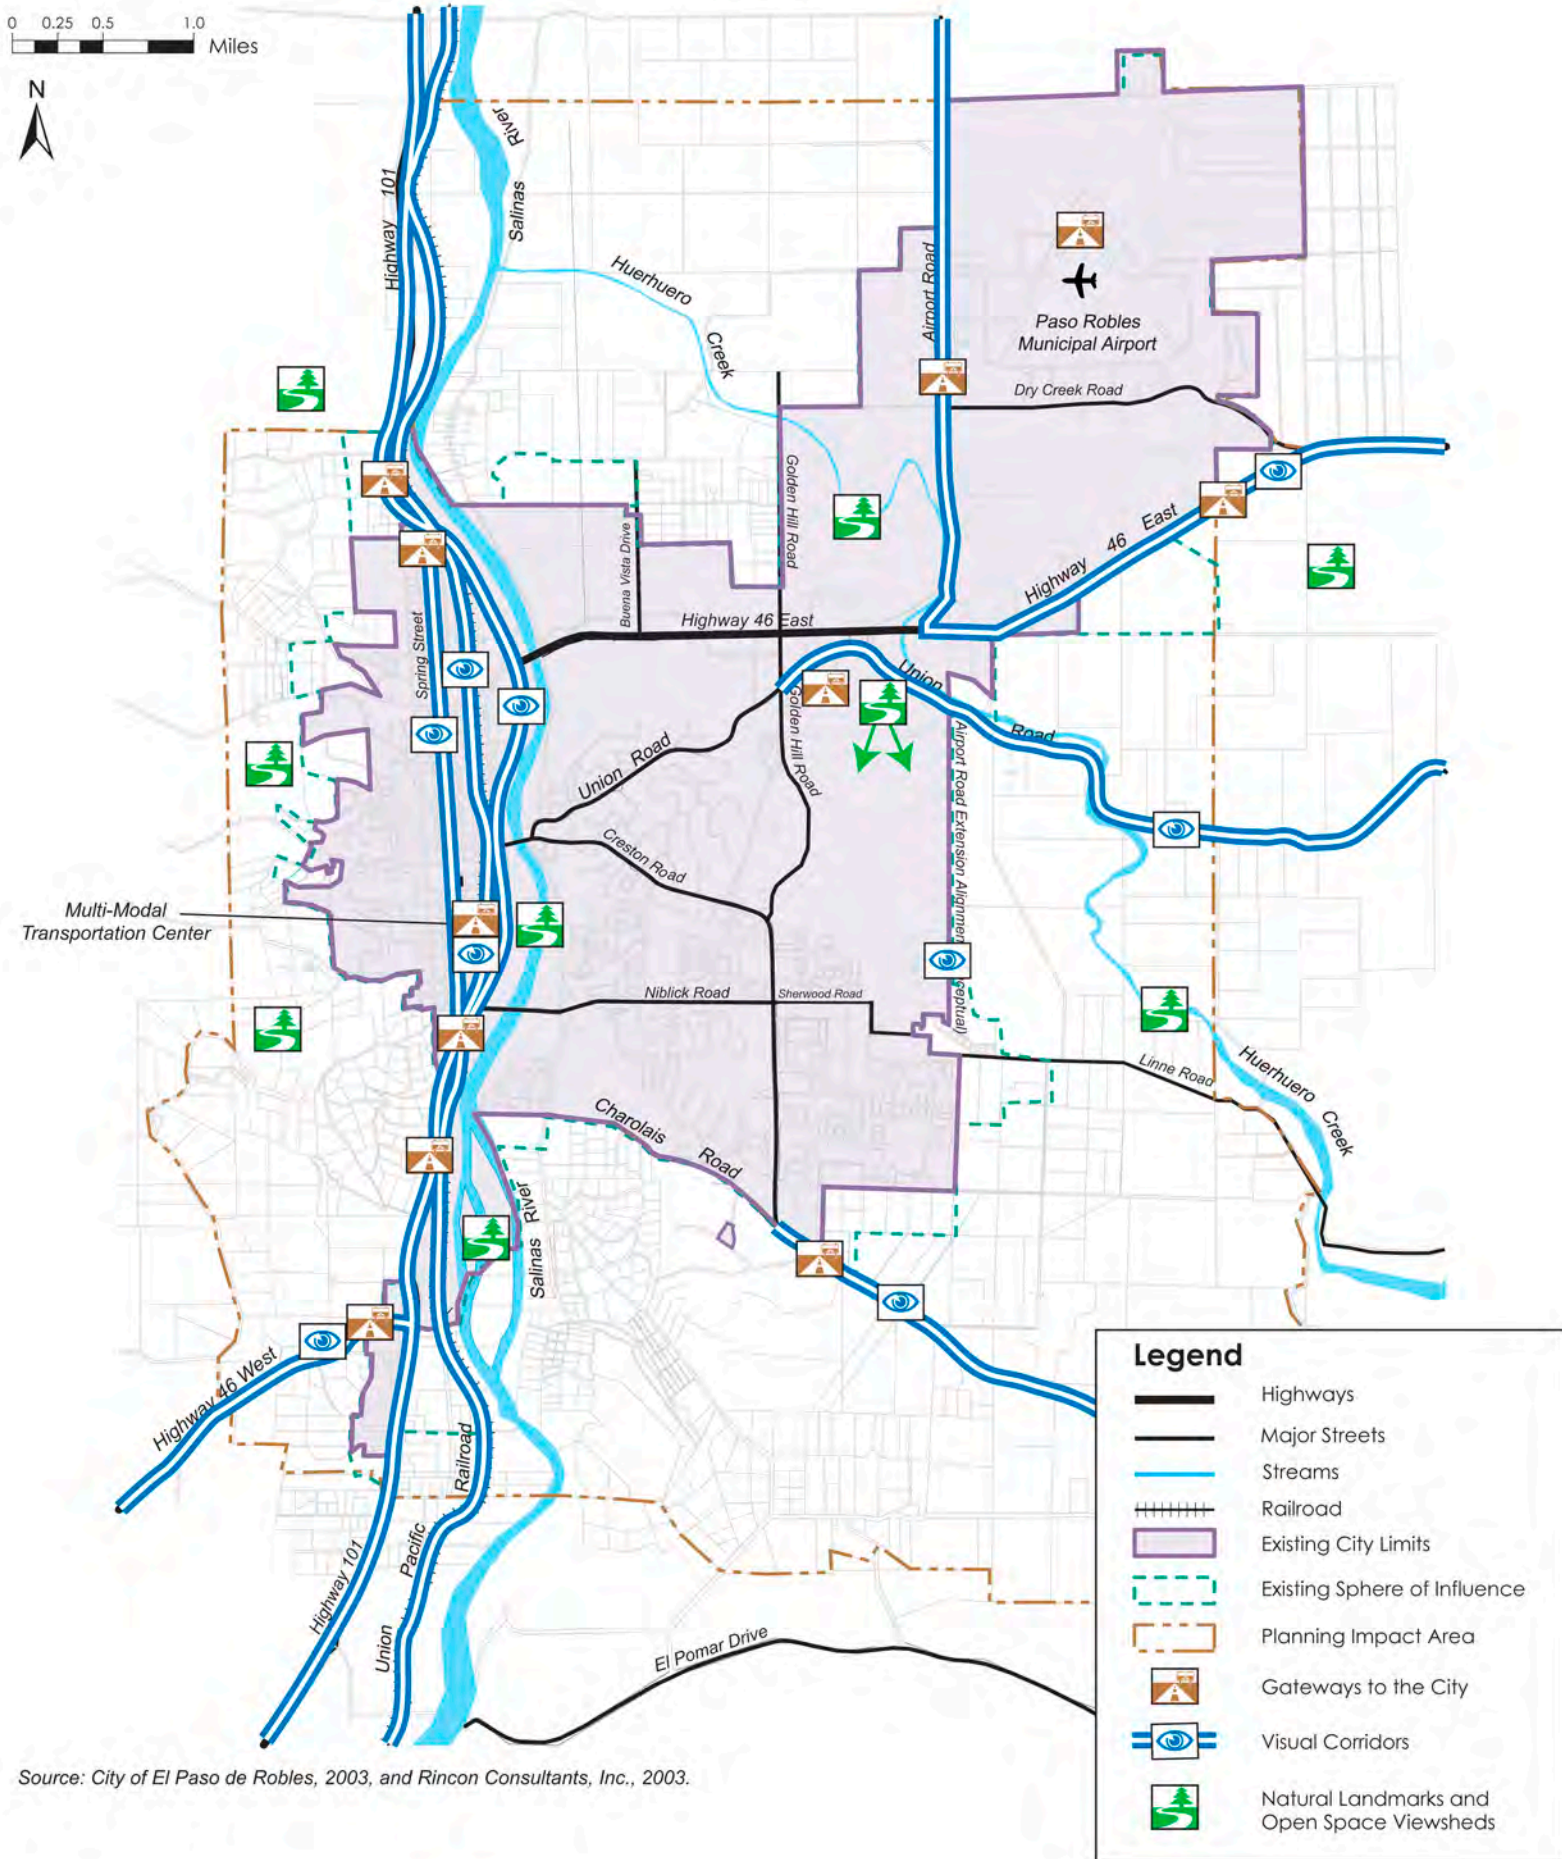 0 0.25 0.5 1.0
Miles
N
River
Salinas
Highway 101
Huerhuero
Creek
Airport Road
Paso Robles
Municipal Airport
Dry Creek Road
Golden Hill Road
Buena Vista Drive
Highway 46 East
Highway 46 East
Spring Street
Union
Road
Golden Hill Road
Union Road
Airport Road Extension Alignmen
ceptual)
Creston Road
Multi-Modal
Transportation Center
Niblick Road
Sherwood Road
Linne Road
Huerhuero
Creek
Charolais
Road
Salinas River
Highway 46 West
Railroad
Pacific
Union
Highway 101
El Pomar Drive
Legend
Highways
Major Streets
Streams
Railroad
Existing City Limits
Existing Sphere of Influence
Planning Impact Area
Gateways to the City
Visual Corridors
Natural Landmarks and
Open Space Viewsheds
Source: City of El Paso de Robles, 2003, and Rincon Consultants, Inc., 2003.